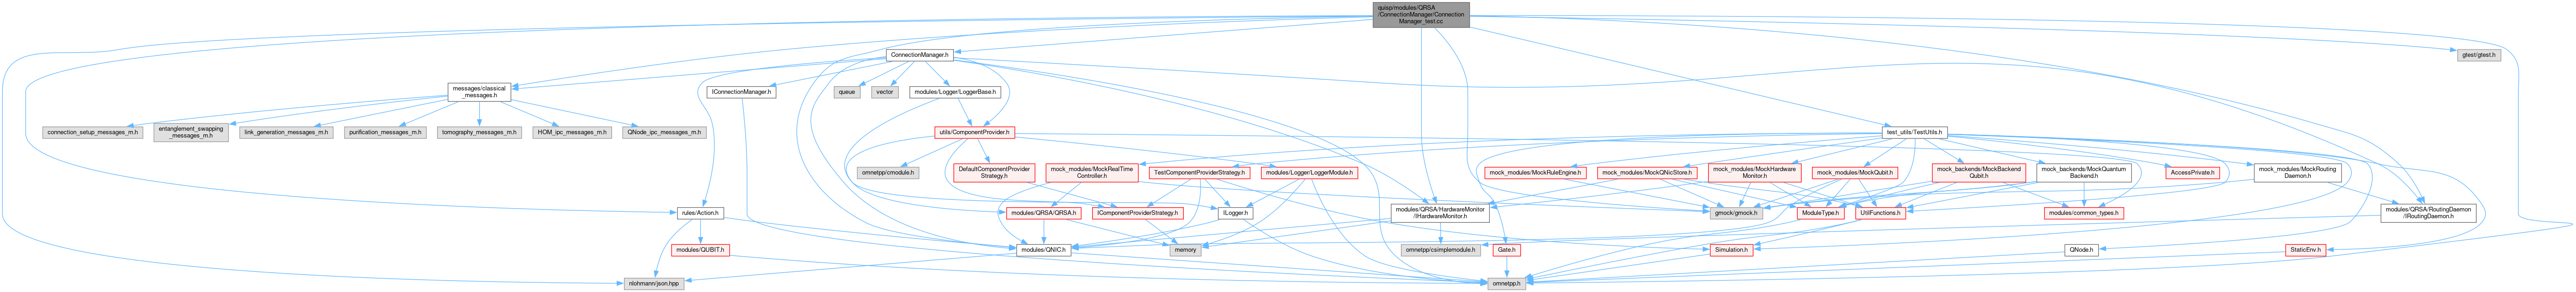 quisp/modules/QRSA
/ConnectionManager/Connection
Manager_test.cc
ConnectionManager.h
gtest/gtest.h
messages/classical
_messages.h
IConnectionManager.h
queue
vector
modules/Logger/LoggerBase.h
connection_setup_messages_m.h
entanglement_swapping
_messages_m.h
link_generation_messages_m.h
purification_messages_m.h
tomography_messages_m.h
HOM_ipc_messages_m.h
QNode_ipc_messages_m.h
utils/ComponentProvider.h
test_utils/TestUtils.h
omnetpp/cmodule.h
DefaultComponentProvider
Strategy.h
mock_modules/MockRealTime
Controller.h
TestComponentProviderStrategy.h
modules/Logger/LoggerModule.h
mock_modules/MockRuleEngine.h
mock_modules/MockQNicStore.h
mock_modules/MockHardware
Monitor.h
mock_modules/MockQubit.h
mock_backends/MockBackend
Qubit.h
mock_backends/MockQuantum
Backend.h
AccessPrivate.h
mock_modules/MockRouting
Daemon.h
rules/Action.h
modules/QRSA/QRSA.h
IComponentProviderStrategy.h
ILogger.h
modules/QRSA/HardwareMonitor
/IHardwareMonitor.h
gmock/gmock.h
ModuleType.h
UtilFunctions.h
modules/common_types.h
modules/QRSA/RoutingDaemon
/IRoutingDaemon.h
modules/QUBIT.h
modules/QNIC.h
memory
omnetpp/csimplemodule.h
Gate.h
Simulation.h
QNode.h
StaticEnv.h
nlohmann/json.hpp
omnetpp.h